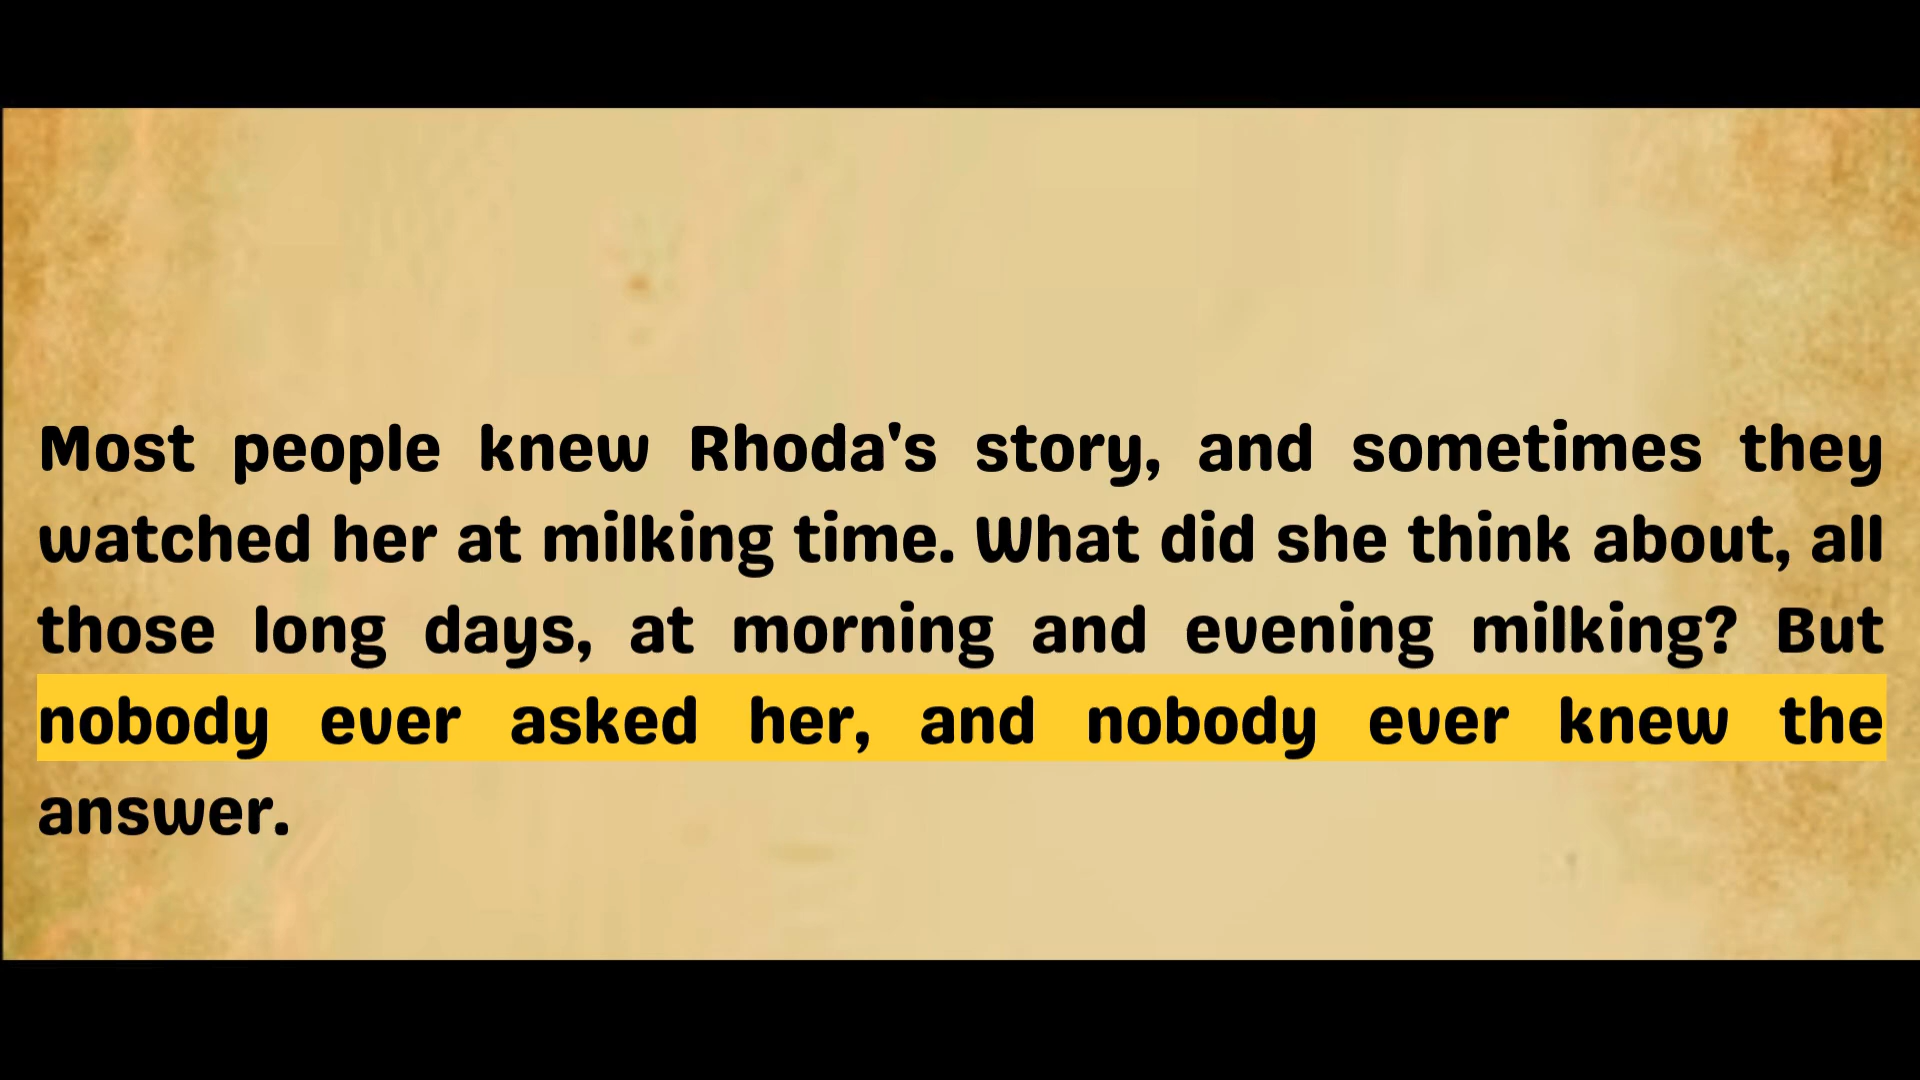 Most people knew Rhoda's story, and sometimes they
watched her at milking time. What did she think about, all
those long days, at morning and evening milking? But
nobody ever asked her, and nobody ever knew the
answer.